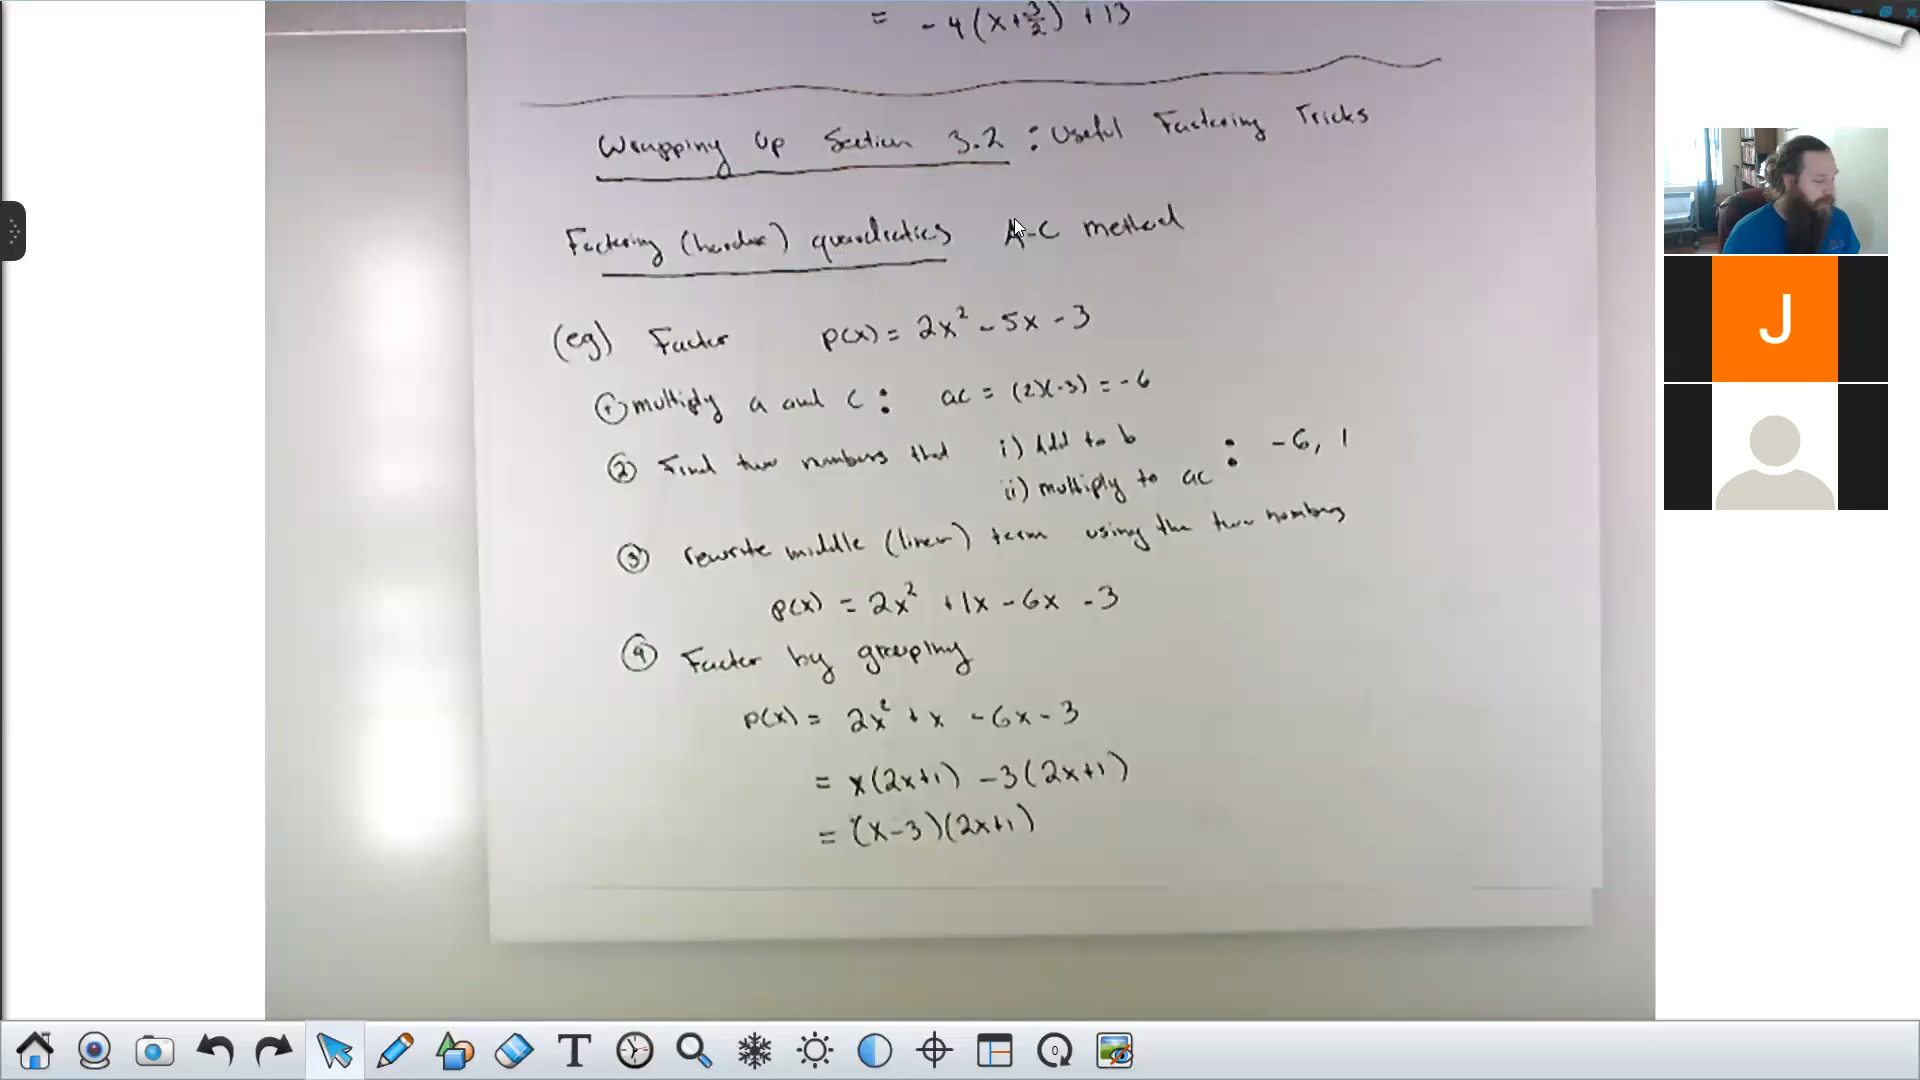 = -4(x+3/2) +13
Wrapping Up Section 3.2 : Useful Factoring Tricks
Factoring (harder) quadratics A-C method
(eg) Factor p(x) = 2x² - 5x - 3
① multiply a and c : ac = (2)(-3) = -6
② Find two numbers that i) Add to b : -6, 1
ii) multiply to ac
③ rewrite middle (linear) term using the two numbers
p(x) = 2x² +1x - 6x - 3
④ Factor by grouping
p(x) = 2x² + x - 6x - 3
= x(2x+1) -3(2x+1)
= (x-3)(2x+1)
J
T
0